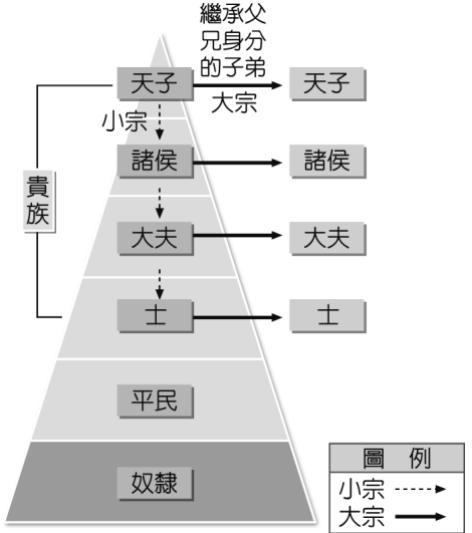 繼承父
兄身分
的子弟
天子
天子
大宗
小宗
諸侯
諸侯
貴族
大夫
大夫
士
士
平民
奴隸
圖例
小宗
大宗